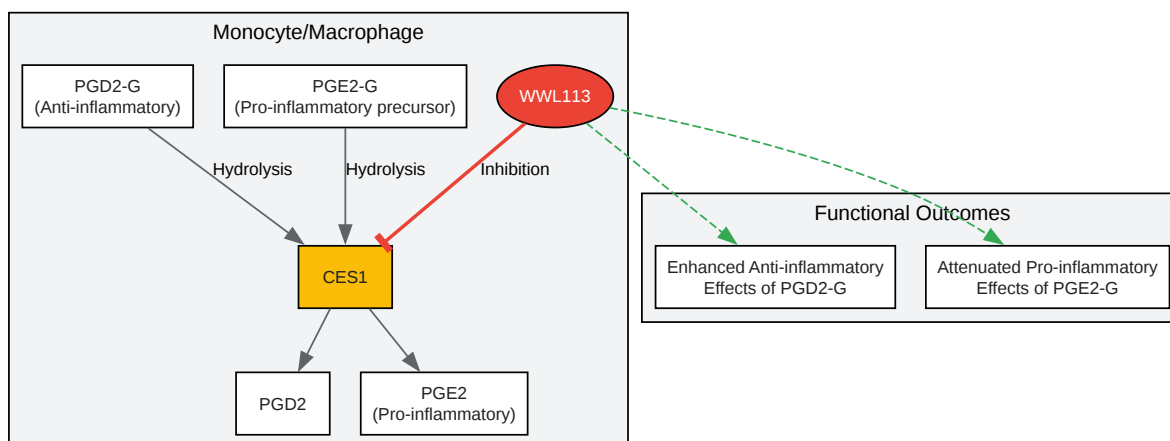 Monocyte/Macrophage
PGD2-G
(Anti-inflammatory)
PGE2-G
(Pro-inflammatory precursor)
WWL113
Hydrolysis
Hydrolysis
Inhibition
Functional Outcomes
CES1
Enhanced Anti-inflammatory
Effects of PGD2-G
Attenuated Pro-inflammatory
Effects of PGE2-G
PGD2
PGE2
(Pro-inflammatory)